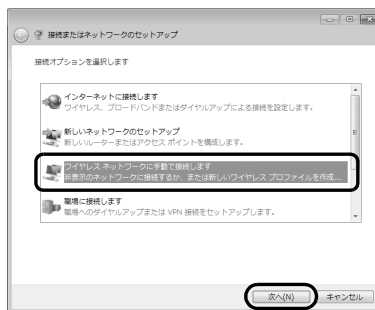 接続またはネットワークのセットアップ
接続オプションを選択します
インターネットに接続します
ワイヤレス、ブロードバンドまたはダイヤルアップによる接続を設定します。
新しいネットワークのセットアップ
新しいルーターまたはアクセス ポイントを構成します。
ワイヤレス ネットワークに手動で接続します
非表示のネットワークに接続するか、または新しいワイヤレス プロファイルを作成...
職場に接続します
職場へのダイヤルアップまたは VPN 接続をセットアップします。
次へ(N)
キャンセル